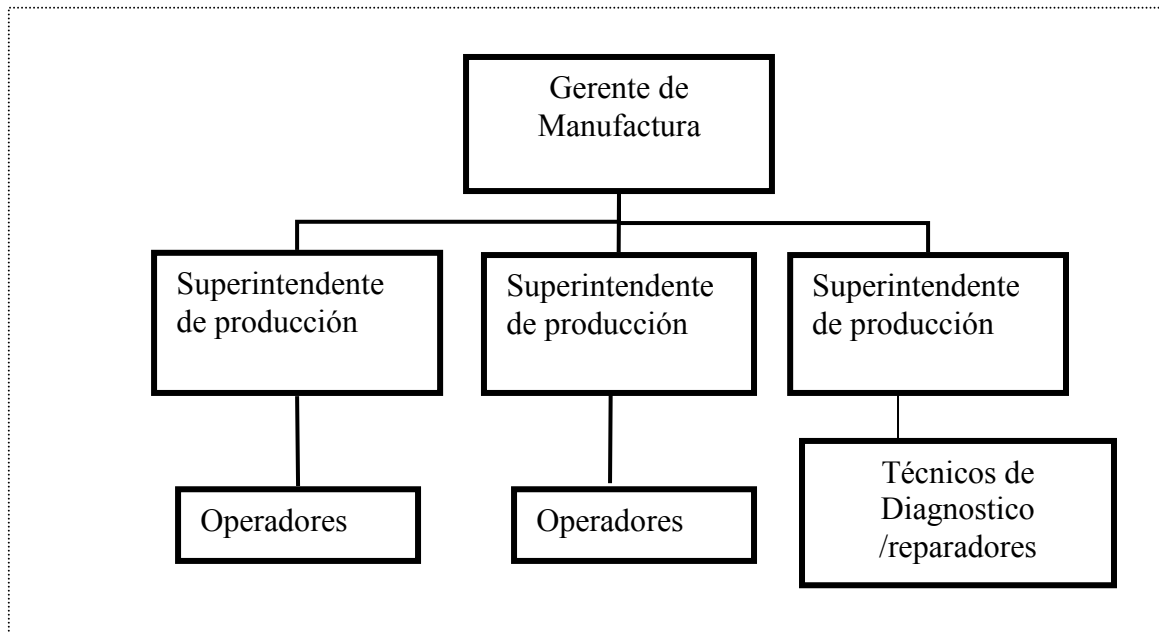 Gerente de
Manufactura
Superintendente
de producción
Superintendente
de producción
Superintendente
de producción
Operadores
Operadores
Técnicos de
Diagnostico
/reparadores